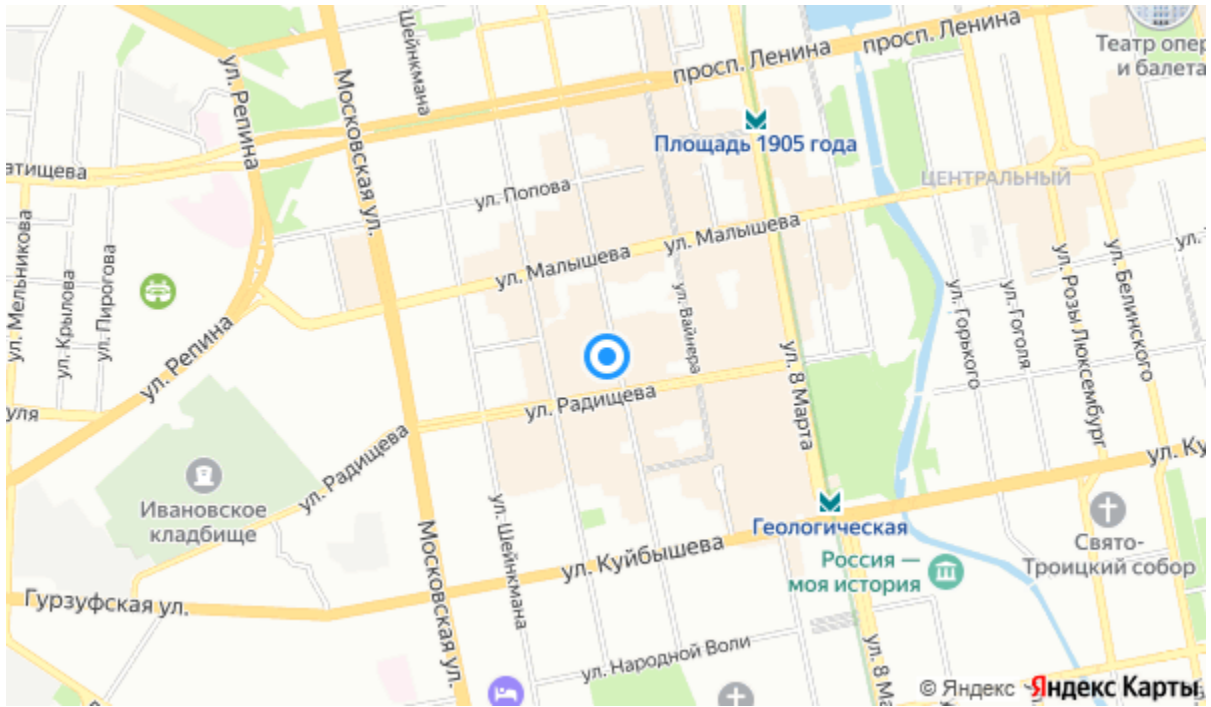 просп. Ленина
просп. Ленина
Театр опер
и балета
Шейнкмана
ул. Репина
Московская ул.
Площадь 1905 года
атищева
ул. Попова
ЦЕНТРАЛЬНЫЙ
ул. Малышева
ул. Малышева
ул. Мельникова
ул. Крылова
ул. Пирогова
ул. Репина
ул. Вайнера
ул. 8 Марта
ул. Горького
ул. Гоголя
ул. Розы Люксембург
ул. Белинского
ул.
уля
ул. Радищева
ул. Радищева
ул. Ку
Ивановское
кладбище
ул. Шейнкмана
Московская ул.
Геологическая
ул. Куйбышева
Россия —
моя история
Свято-
Троицкий собор
Гурзуфская ул.
ул. Народной Воли
ул. 8 Ма
© Яндекс Яндекс Карты